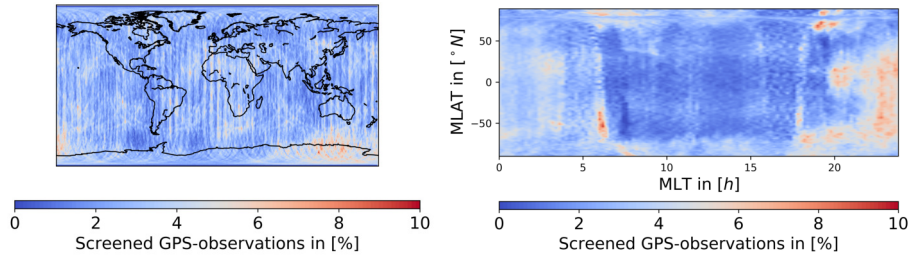 0 2 4 6 8 10
Screened GPS-observations in [%]
MLAT in [°N]
50
0
−50
0 5 10 15 20
MLT in [h]
0 2 4 6 8 10
Screened GPS-observations in [%]